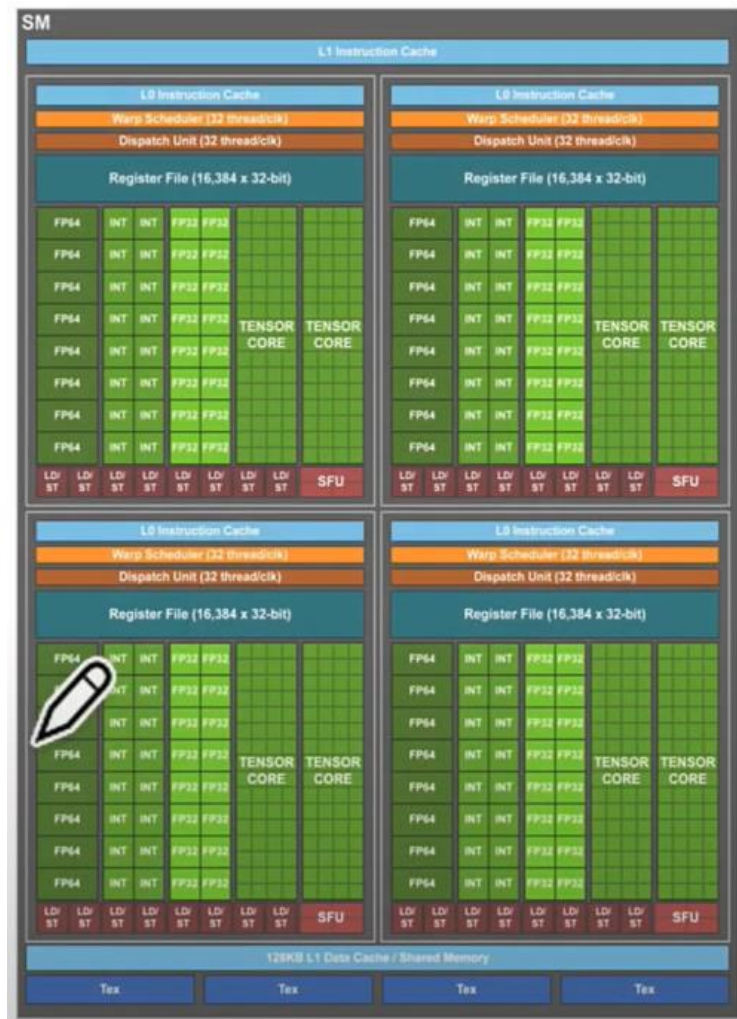 SM
L1 Instruction Cache
L0 Instruction Cache
Warp Scheduler (32 thread/clk)
Dispatch Unit (32 thread/clk)
Register File (16,384 x 32-bit)
FP64 INT INT FP32 FP32
FP64 INT INT FP32 FP32
FP64 INT INT FP32 FP32
FP64 INT INT FP32 FP32
TENSOR TENSOR
CORE CORE
FP64 INT INT FP32 FP32
FP64 INT INT FP32 FP32
FP64 INT INT FP32 FP32
FP64 INT INT FP32 FP32
LD/ LD/ LD/ LD/ LD/ LD/ LD/ LD/
ST ST ST ST ST ST ST ST
SFU
L0 Instruction Cache
Warp Scheduler (32 thread/clk)
Dispatch Unit (32 thread/clk)
Register File (16,384 x 32-bit)
FP64 INT INT FP32 FP32
FP64 INT INT FP32 FP32
FP64 INT INT FP32 FP32
FP64 INT INT FP32 FP32
TENSOR TENSOR
CORE CORE
FP64 INT INT FP32 FP32
FP64 INT INT FP32 FP32
FP64 INT INT FP32 FP32
FP64 INT INT FP32 FP32
LD/ LD/ LD/ LD/ LD/ LD/ LD/ LD/
ST ST ST ST ST ST ST ST
SFU
L0 Instruction Cache
Warp Scheduler (32 thread/clk)
Dispatch Unit (32 thread/clk)
Register File (16,384 x 32-bit)
FP64 INT INT FP32 FP32
INT FP32 FP32
INT INT FP32 FP32
FP64 INT INT FP32 FP32
TENSOR TENSOR
CORE CORE
FP64 INT INT FP32 FP32
FP64 INT INT FP32 FP32
FP64 INT INT FP32 FP32
FP64 INT INT FP32 FP32
LD/ LD/ LD/ LD/ LD/ LD/ LD/ LD/
ST ST ST ST ST ST ST ST
SFU
L0 Instruction Cache
Warp Scheduler (32 thread/clk)
Dispatch Unit (32 thread/clk)
Register File (16,384 x 32-bit)
FP64 INT INT FP32 FP32
FP64 INT INT FP32 FP32
FP64 INT INT FP32 FP32
FP64 INT INT FP32 FP32
TENSOR TENSOR
CORE CORE
FP64 INT INT FP32 FP32
FP64 INT INT FP32 FP32
FP64 INT INT FP32 FP32
FP64 INT INT FP32 FP32
LD/ LD/ LD/ LD/ LD/ LD/ LD/ LD/
ST ST ST ST ST ST ST ST
SFU
128KB L1 Data Cache / Shared Memory
Tex Tex Tex Tex